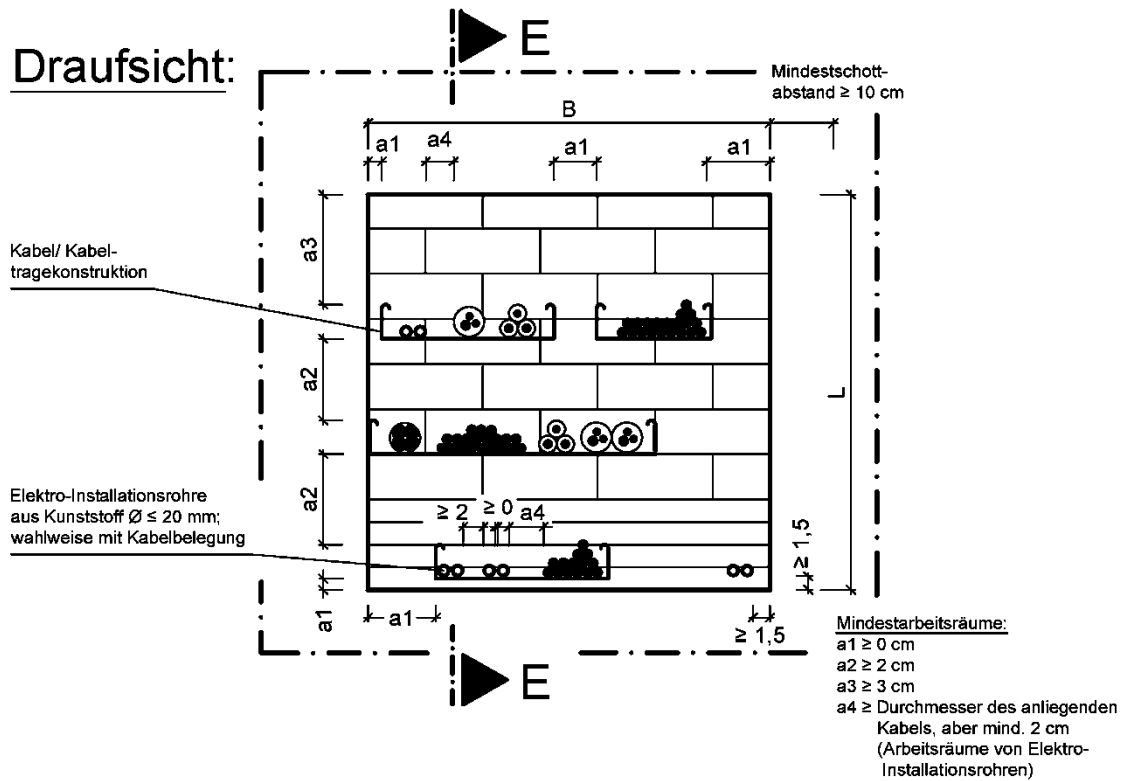 E
Draufsicht:
Mindestschott-
abstand ≥ 10 cm
B
a1
a4
a1
a1
a3
Kabel/ Kabel-
tragekonstruktion
a2
L
a2
Elektro-Installationsrohre
aus Kunststoff Ø ≤ 20 mm;
wahlweise mit Kabelbelegung
≥ 2
≥ 0
a4
≥ 1,5
a1
a1
≥ 1,5
E
Mindestarbeitsräume:
a1 ≥ 0 cm
a2 ≥ 2 cm
a3 ≥ 3 cm
a4 ≥ Durchmesser des anliegenden
Kabels, aber mind. 2 cm
(Arbeitsräume von Elektro-
Installationsrohren)